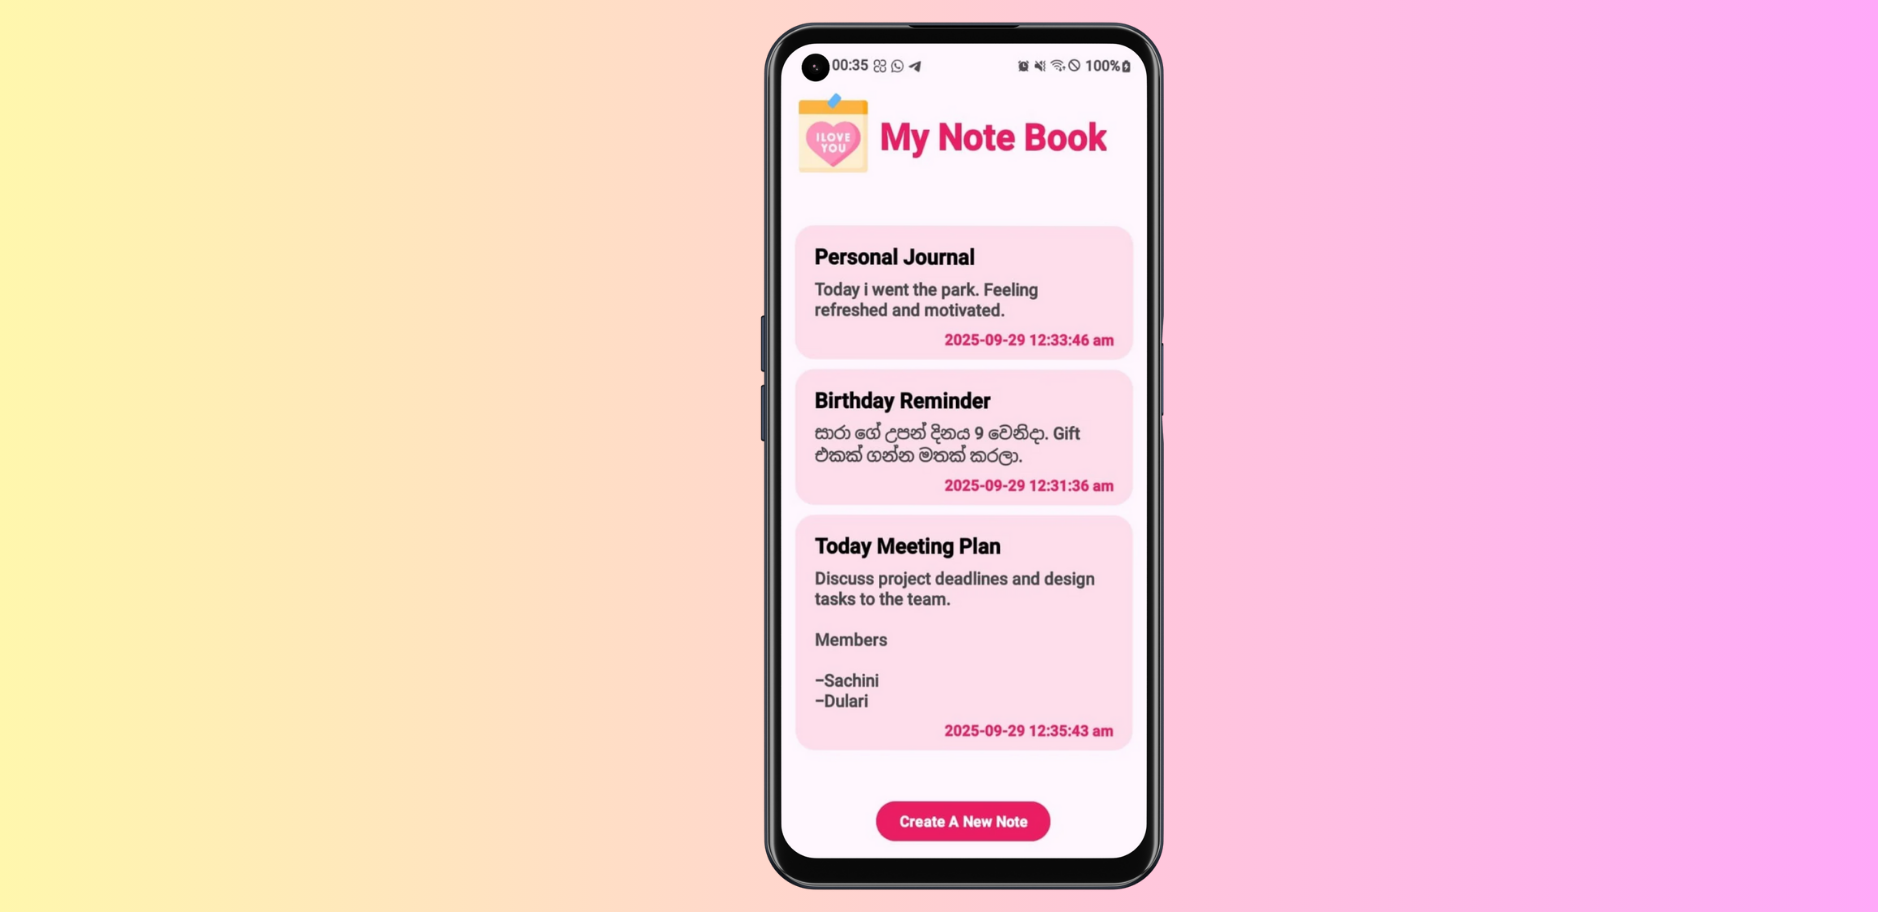 00:35
100%
I LOVE
YOU
My Note Book
Personal Journal
Today i went the park. Feeling
refreshed and motivated.
2025-09-29 12:33:46 am
Birthday Reminder
සාරා ගේ උපන් දිනය 9 වෙනිදා. Gift
එකක් ගන්න මතක් කරලා.
2025-09-29 12:31:36 am
Today Meeting Plan
Discuss project deadlines and design
tasks to the team.
Members
–Sachini
–Dulari
2025-09-29 12:35:43 am
Create A New Note